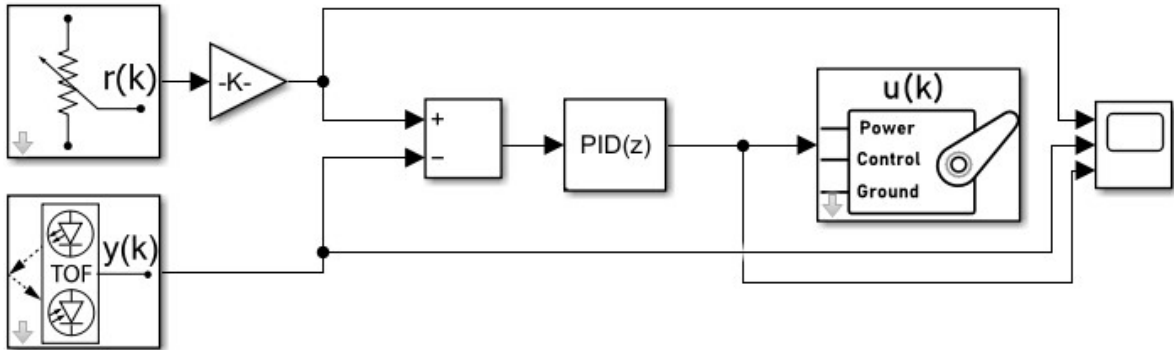 r(k)
-K-
+
−
PID(z)
u(k)
Power
Control
Ground
TOF
y(k)